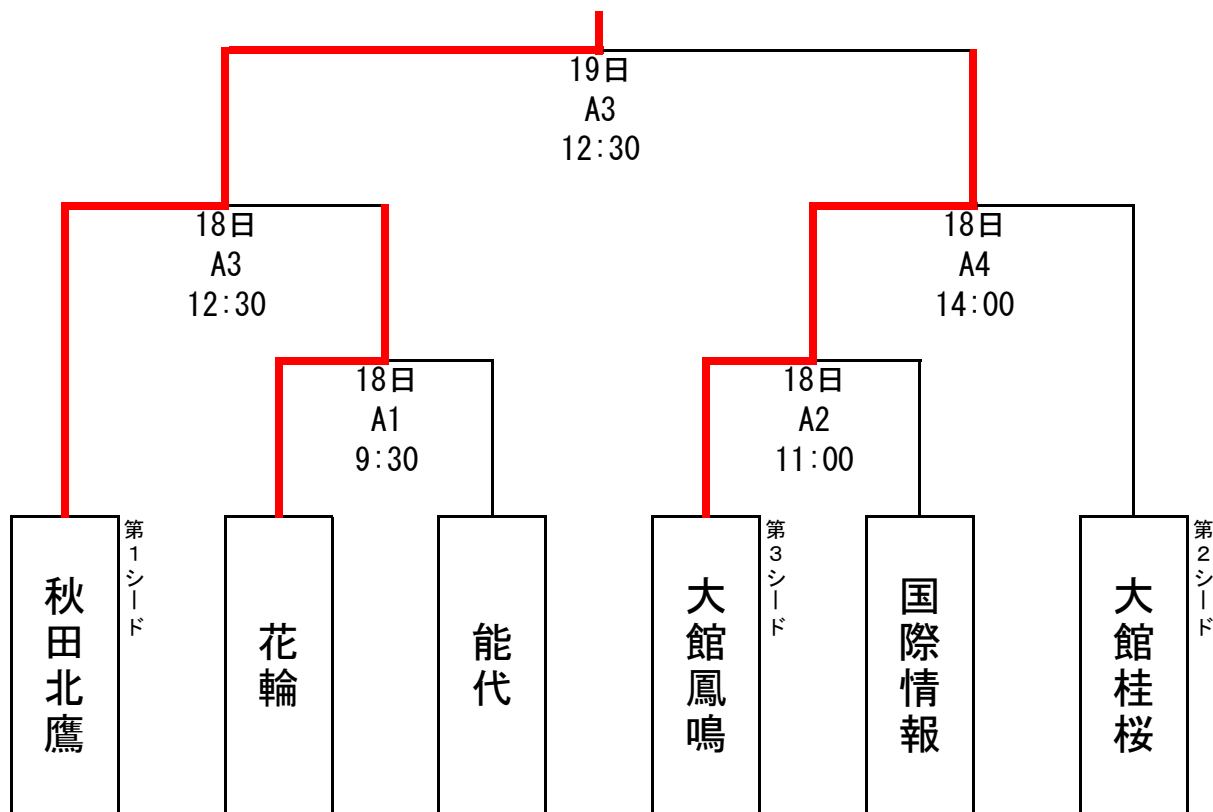 19日
A3
12:30
18日
A3
12:30
18日
A4
14:00
18日
A1
9:30
18日
A2
11:00
秋田北鷹
第1シード
花輪
能代
大館鳳鳴
第3シード
国際情報
大館桂桜
第2シード